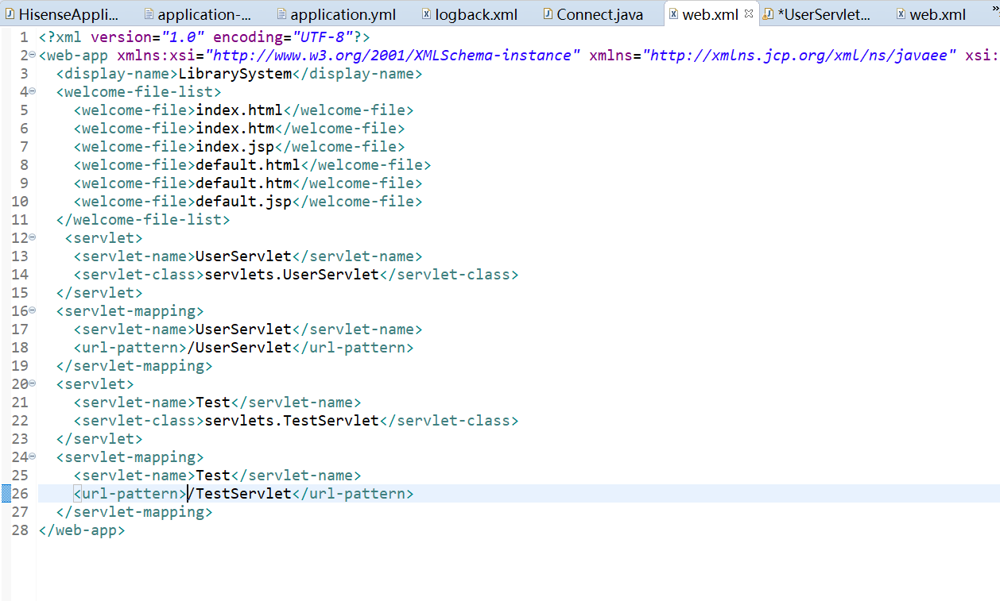 HisenseAppli... application-... application.yml logback.xml Connect.java web.xml *UserServlet... web.xml »
1 <?xml version="1.0" encoding="UTF-8"?>
2 <web-app xmlns:xsi="http://www.w3.org/2001/XMLSchema-instance" xmlns="http://xmlns.jcp.org/xml/ns/javaee" xsi:
3 <display-name>LibrarySystem</display-name>
4 <welcome-file-list>
5 <welcome-file>index.html</welcome-file>
6 <welcome-file>index.htm</welcome-file>
7 <welcome-file>index.jsp</welcome-file>
8 <welcome-file>default.html</welcome-file>
9 <welcome-file>default.htm</welcome-file>
10 <welcome-file>default.jsp</welcome-file>
11 </welcome-file-list>
12 <servlet>
13 <servlet-name>UserServlet</servlet-name>
14 <servlet-class>servlets.UserServlet</servlet-class>
15 </servlet>
16 <servlet-mapping>
17 <servlet-name>UserServlet</servlet-name>
18 <url-pattern>/UserServlet</url-pattern>
19 </servlet-mapping>
20 <servlet>
21 <servlet-name>Test</servlet-name>
22 <servlet-class>servlets.TestServlet</servlet-class>
23 </servlet>
24 <servlet-mapping>
25 <servlet-name>Test</servlet-name>
26 <url-pattern>/TestServlet</url-pattern>
27 </servlet-mapping>
28 </web-app>